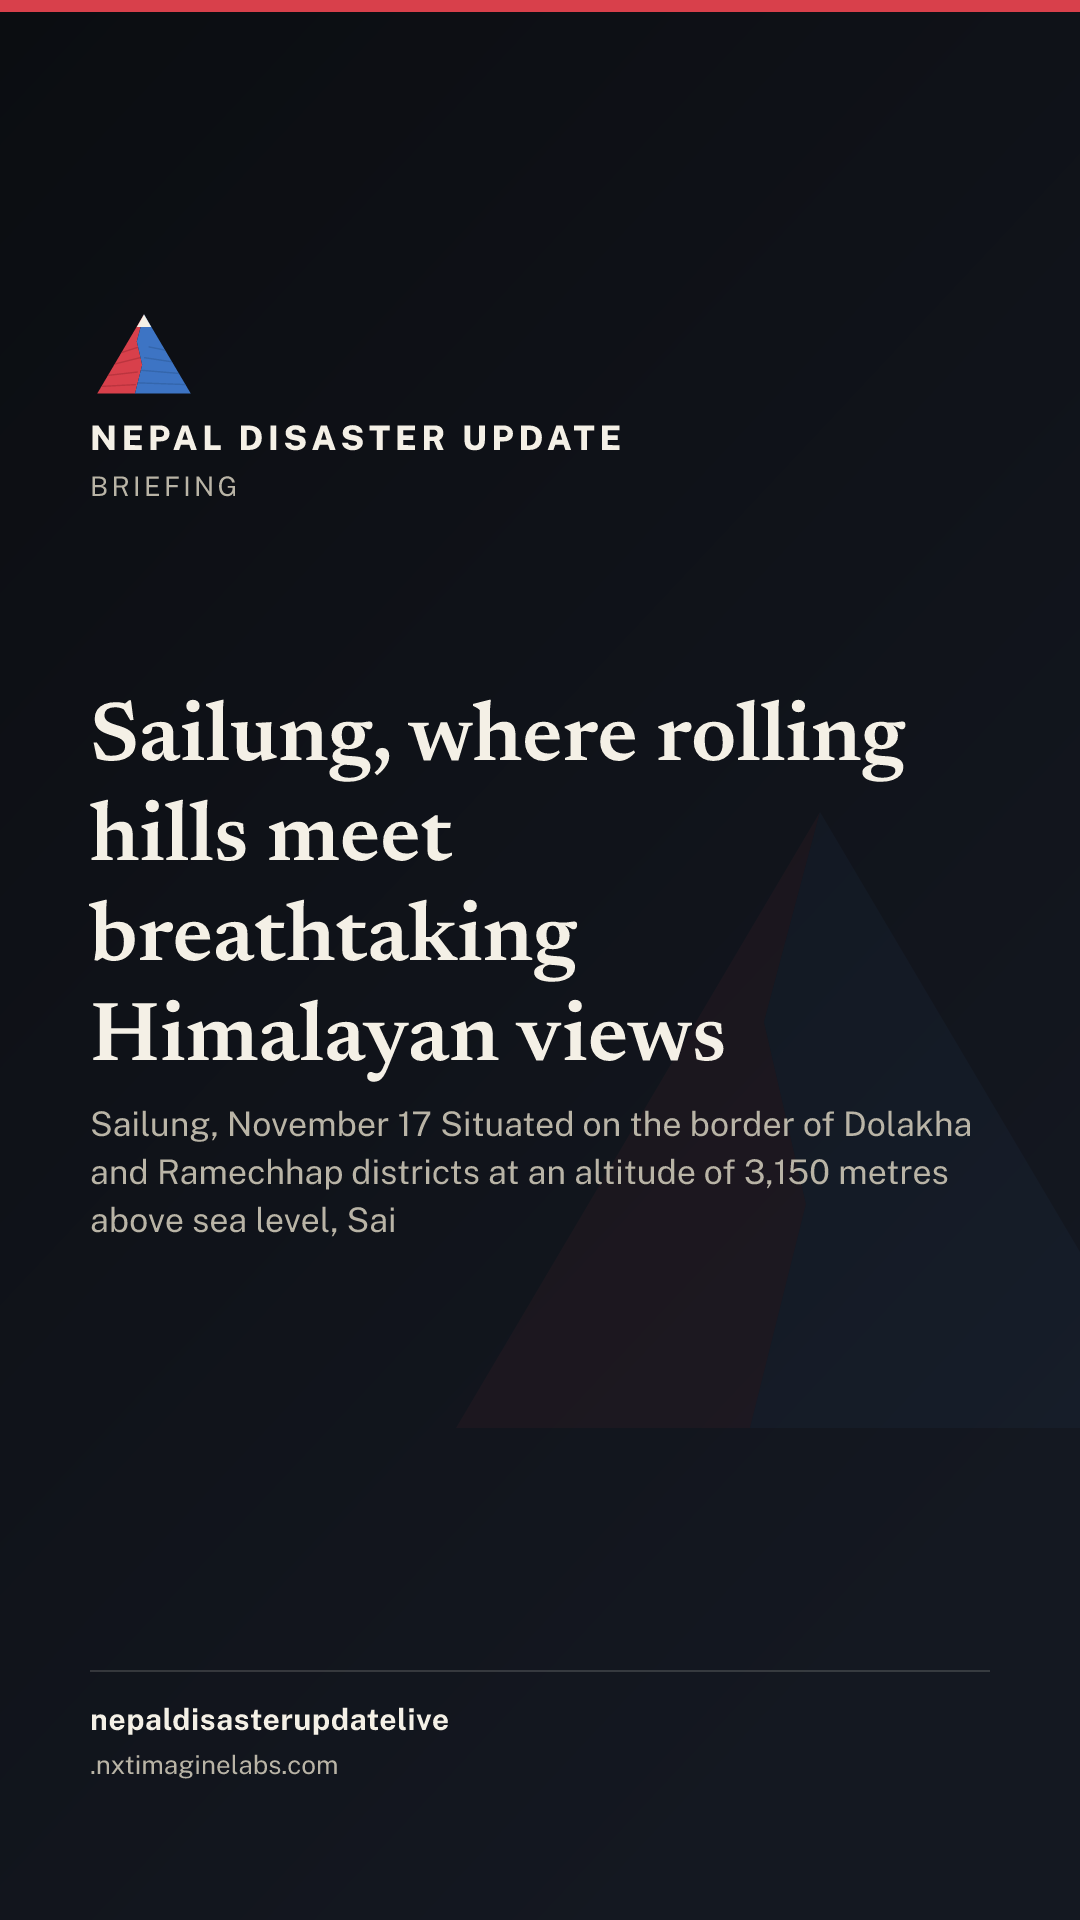 NEPAL DISASTER UPDATE
BRIEFING
Sailung, where rolling
hills meet
breathtaking
Himalayan views
Sailung, November 17 Situated on the border of Dolakha
and Ramechhap districts at an altitude of 3,150 metres
above sea level, Sai
nepaldisasterupdatelive
.nxtimaginelabs.com